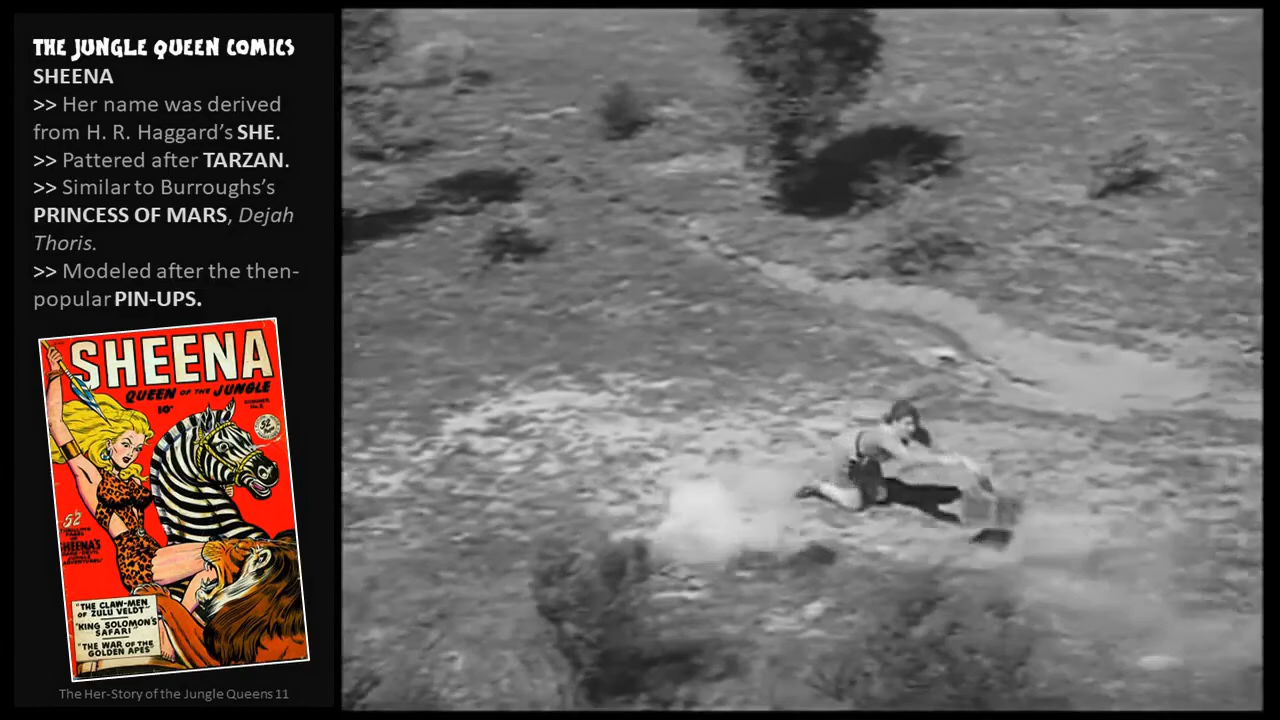 THE JUNGLE QUEEN COMICS
SHEENA
>> Her name was derived
from H. R. Haggard's SHE.
>> Pattered after TARZAN.
>> Similar to Burroughs's
PRINCESS OF MARS, Dejah
Thoris.
>> Modeled after the then-
popular PIN-UPS.
SHEENA
QUEEN OF THE JUNGLE
10¢
52
SHEENA'S
"THE CLAW-MEN
OF ZULU VELDT"
"KING SOLOMON'S
SAFARI"
"THE WAR OF THE
GOLDEN APES"
The Her-Story of the Jungle Queens 11